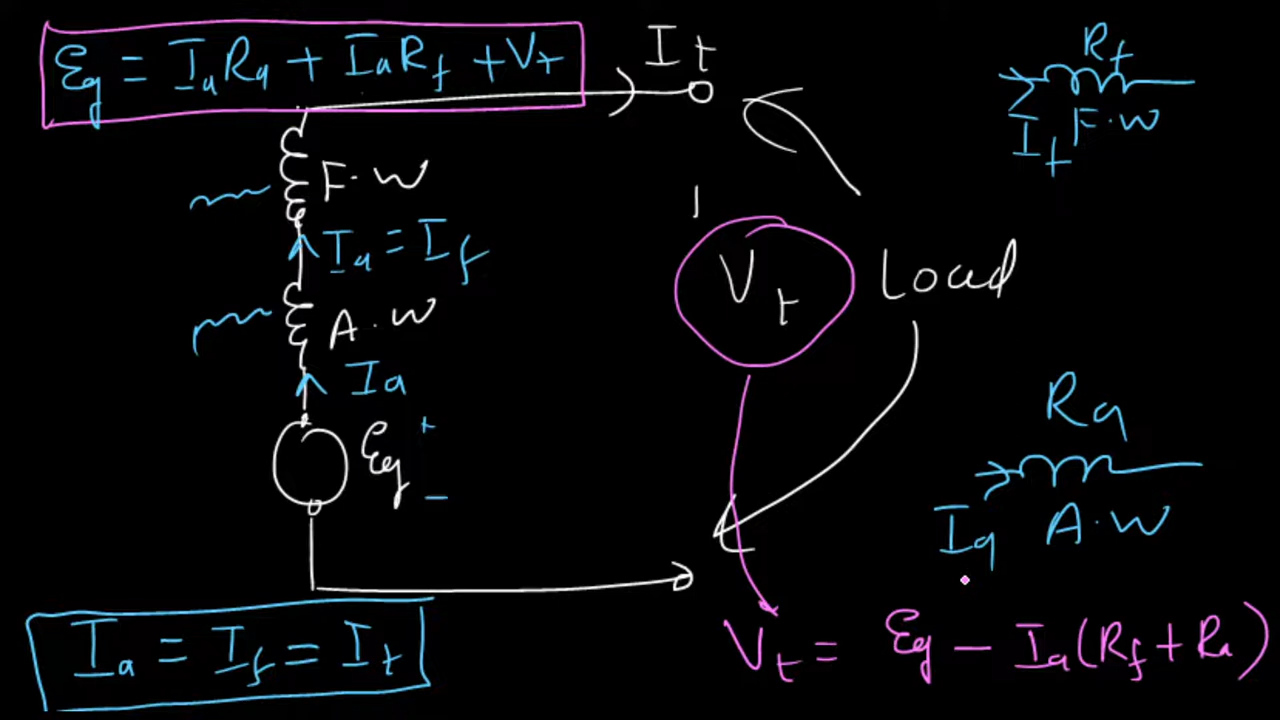 Eg = IaRa + IaRf + Vt
It
Rf
If F.W
F.W
Ia = If
A.W
Ia
Eg
+
-
Vt
Load
Ra
Ia A.W
Ia = If = It
Vt = Eg - Ia(Rf + Ra)